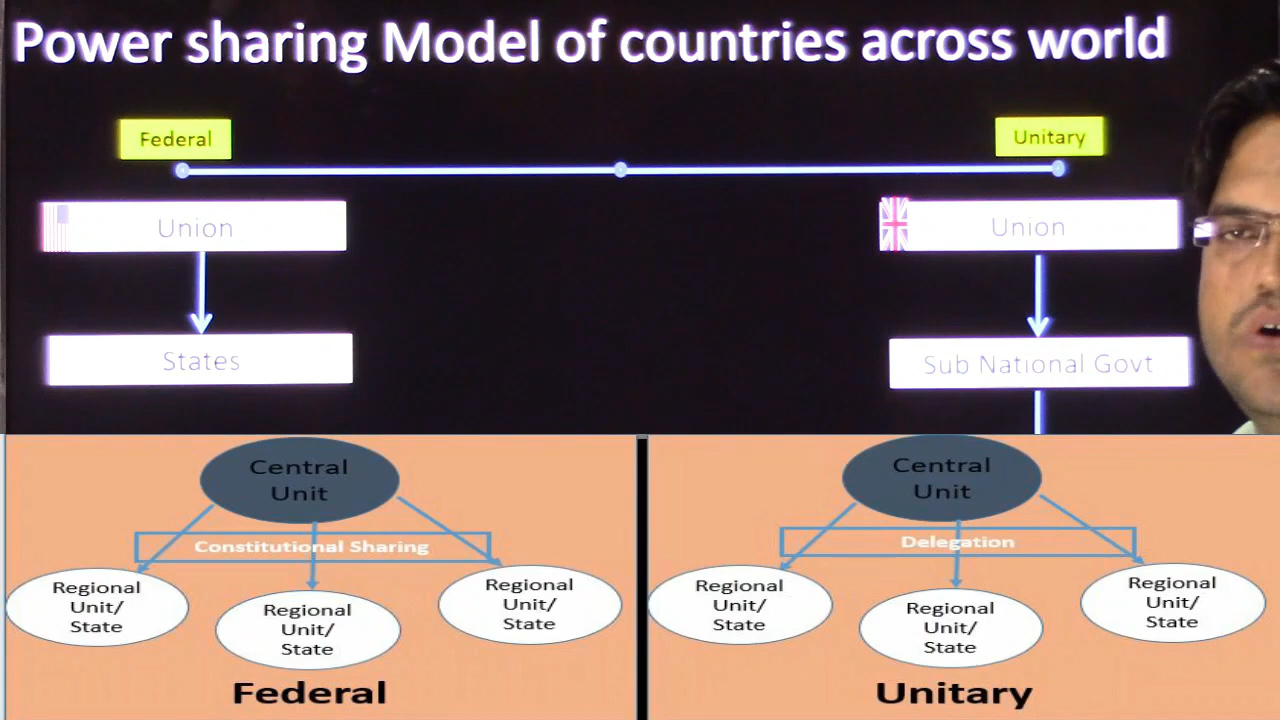 Power sharing Model of countries across world
Federal
Unitary
Union
Union
States
Sub National Govt
Central
Unit
Constitutional Sharing
Regional
Unit/
State
Regional
Unit/
State
Regional
Unit/
State
Federal
Central
Unit
Delegation
Regional
Unit/
State
Regional
Unit/
State
Regional
Unit/
State
Unitary